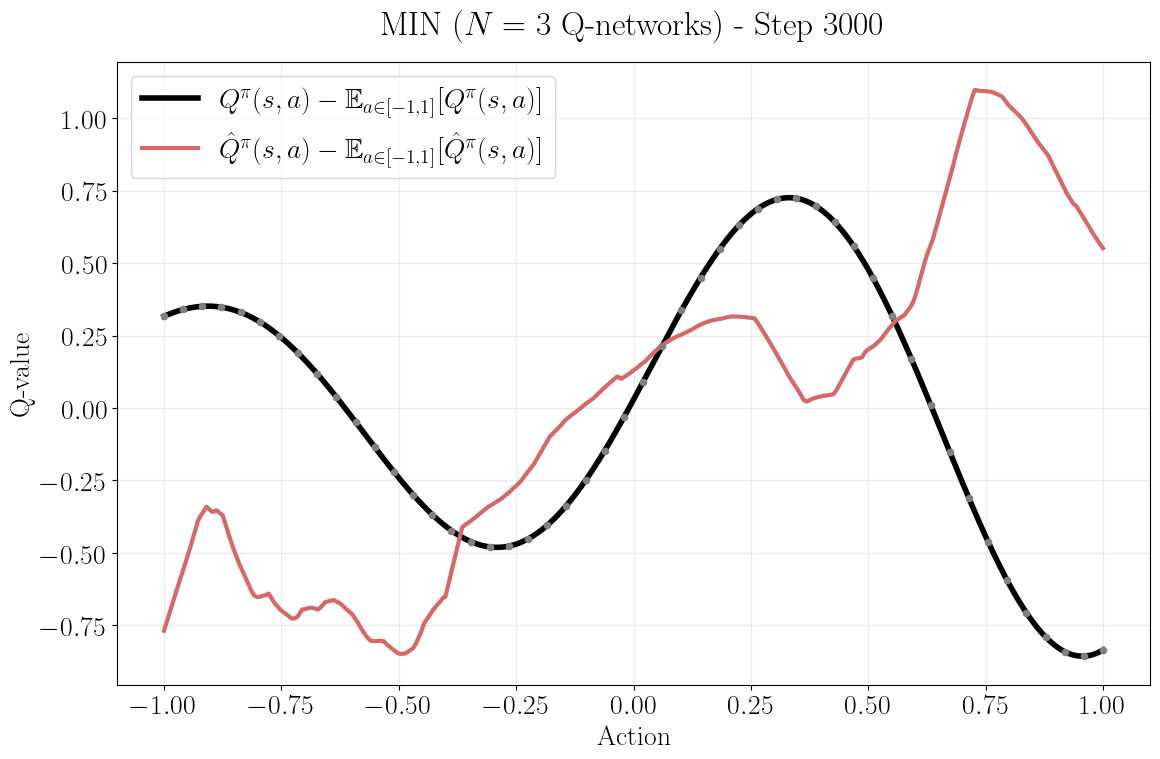 MIN (N = 3 Q-networks) - Step 3000
Q^π(s, a) − 𝔼_{a∈[−1,1]}[Q^π(s, a)]
Q̂^π(s, a) − 𝔼_{a∈[−1,1]}[Q̂^π(s, a)]
Q-value
1.00
0.75
0.50
0.25
0.00
−0.25
−0.50
−0.75
−1.00 −0.75 −0.50 −0.25 0.00 0.25 0.50 0.75 1.00
Action